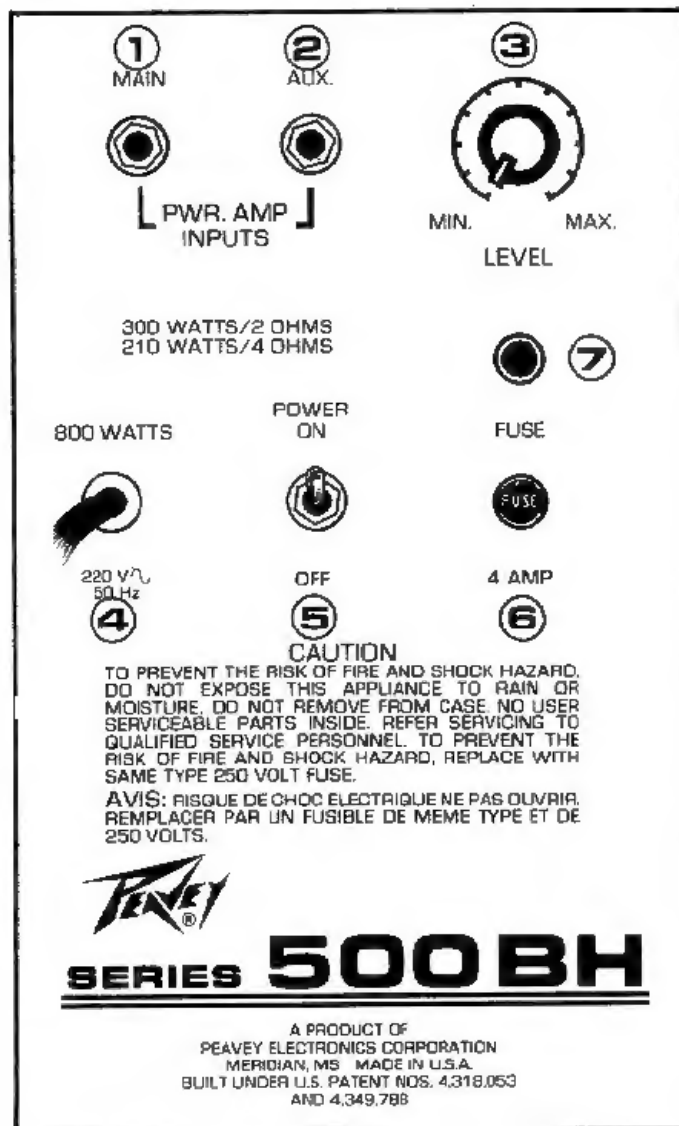 1 2 3
MAIN AUX.
PWR. AMP
INPUTS
MIN. MAX.
LEVEL
300 WATTS/2 OHMS
210 WATTS/4 OHMS
7
800 WATTS
POWER
ON
FUSE
FUSE
220 V
50 Hz
OFF
4 AMP
4 5 6
CAUTION
TO PREVENT THE RISK OF FIRE AND SHOCK HAZARD,
DO NOT EXPOSE THIS APPLIANCE TO RAIN OR
MOISTURE, DO NOT REMOVE FROM CASE. NO USER
SERVICEABLE PARTS INSIDE. REFER SERVICING TO
QUALIFIED SERVICE PERSONNEL. TO PREVENT THE
RISK OF FIRE AND SHOCK HAZARD, REPLACE WITH
SAME TYPE 250 VOLT FUSE.
AVIS: RISQUE DE CHOC ELECTRIQUE NE PAS OUVRIR.
REMPLACER PAR UN FUSIBLE DE MEME TYPE ET DE
250 VOLTS.
PEAVEY®
SERIES 500 BH
A PRODUCT OF
PEAVEY ELECTRONICS CORPORATION
MERIDIAN, MS MADE IN U.S.A.
BUILT UNDER U.S. PATENT NOS. 4,318,053
AND 4,349,788